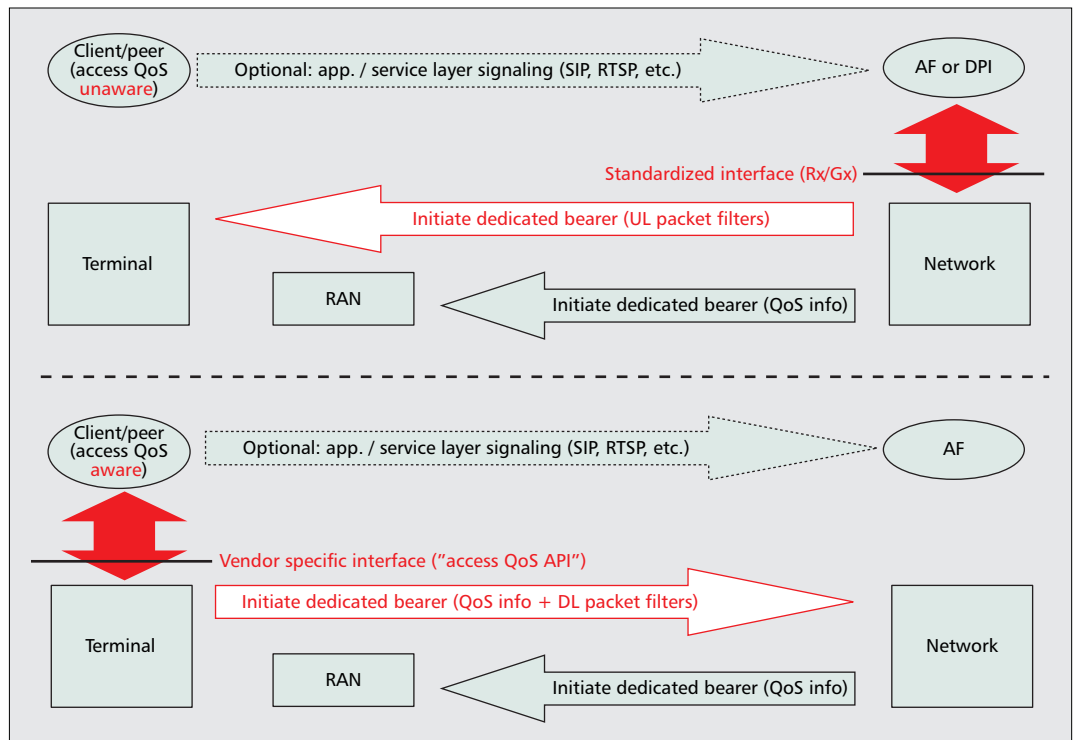 Client/peer
(access QoS
unaware)
Optional: app. / service layer signaling (SIP, RTSP, etc.)
AF or DPI
Standardized interface (Rx/Gx)
Initiate dedicated bearer (UL packet filters)
Terminal
RAN
Initiate dedicated bearer (QoS info)
Network
Client/peer
(access QoS
aware)
Optional: app. / service layer signaling (SIP, RTSP, etc.)
AF
Vendor specific interface (”access QoS API”)
Initiate dedicated bearer (QoS info + DL packet filters)
Terminal
RAN
Initiate dedicated bearer (QoS info)
Network